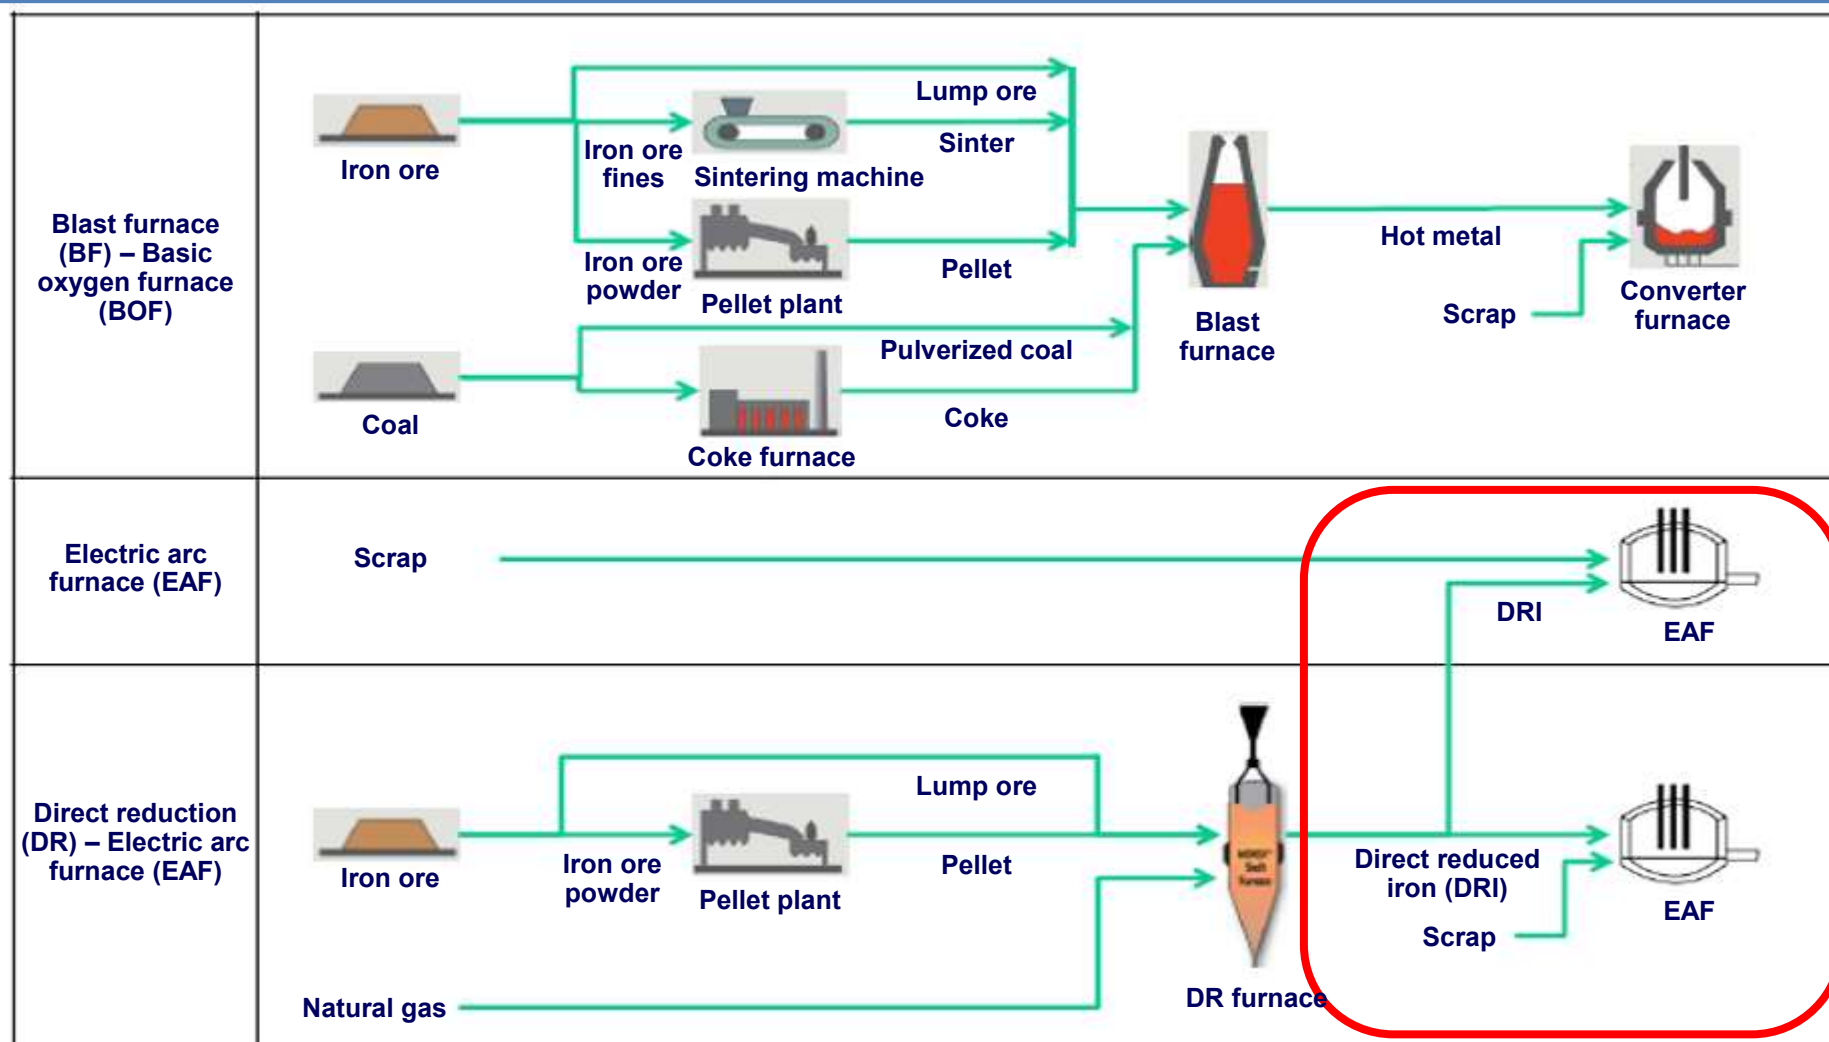 Blast furnace
(BF) – Basic
oxygen furnace
(BOF)
Iron ore
Iron ore
fines
Sintering machine
Lump ore
Sinter
Iron ore
powder
Pellet plant
Pellet
Coal
Pulverized coal
Coke furnace
Coke
Blast
furnace
Hot metal
Scrap
Converter
furnace
Electric arc
furnace (EAF)
Scrap
DRI
EAF
Direct reduction
(DR) – Electric arc
furnace (EAF)
Iron ore
Iron ore
powder
Pellet plant
Lump ore
Pellet
Natural gas
Furnace
DR furnace
Direct reduced
iron (DRI)
Scrap
EAF